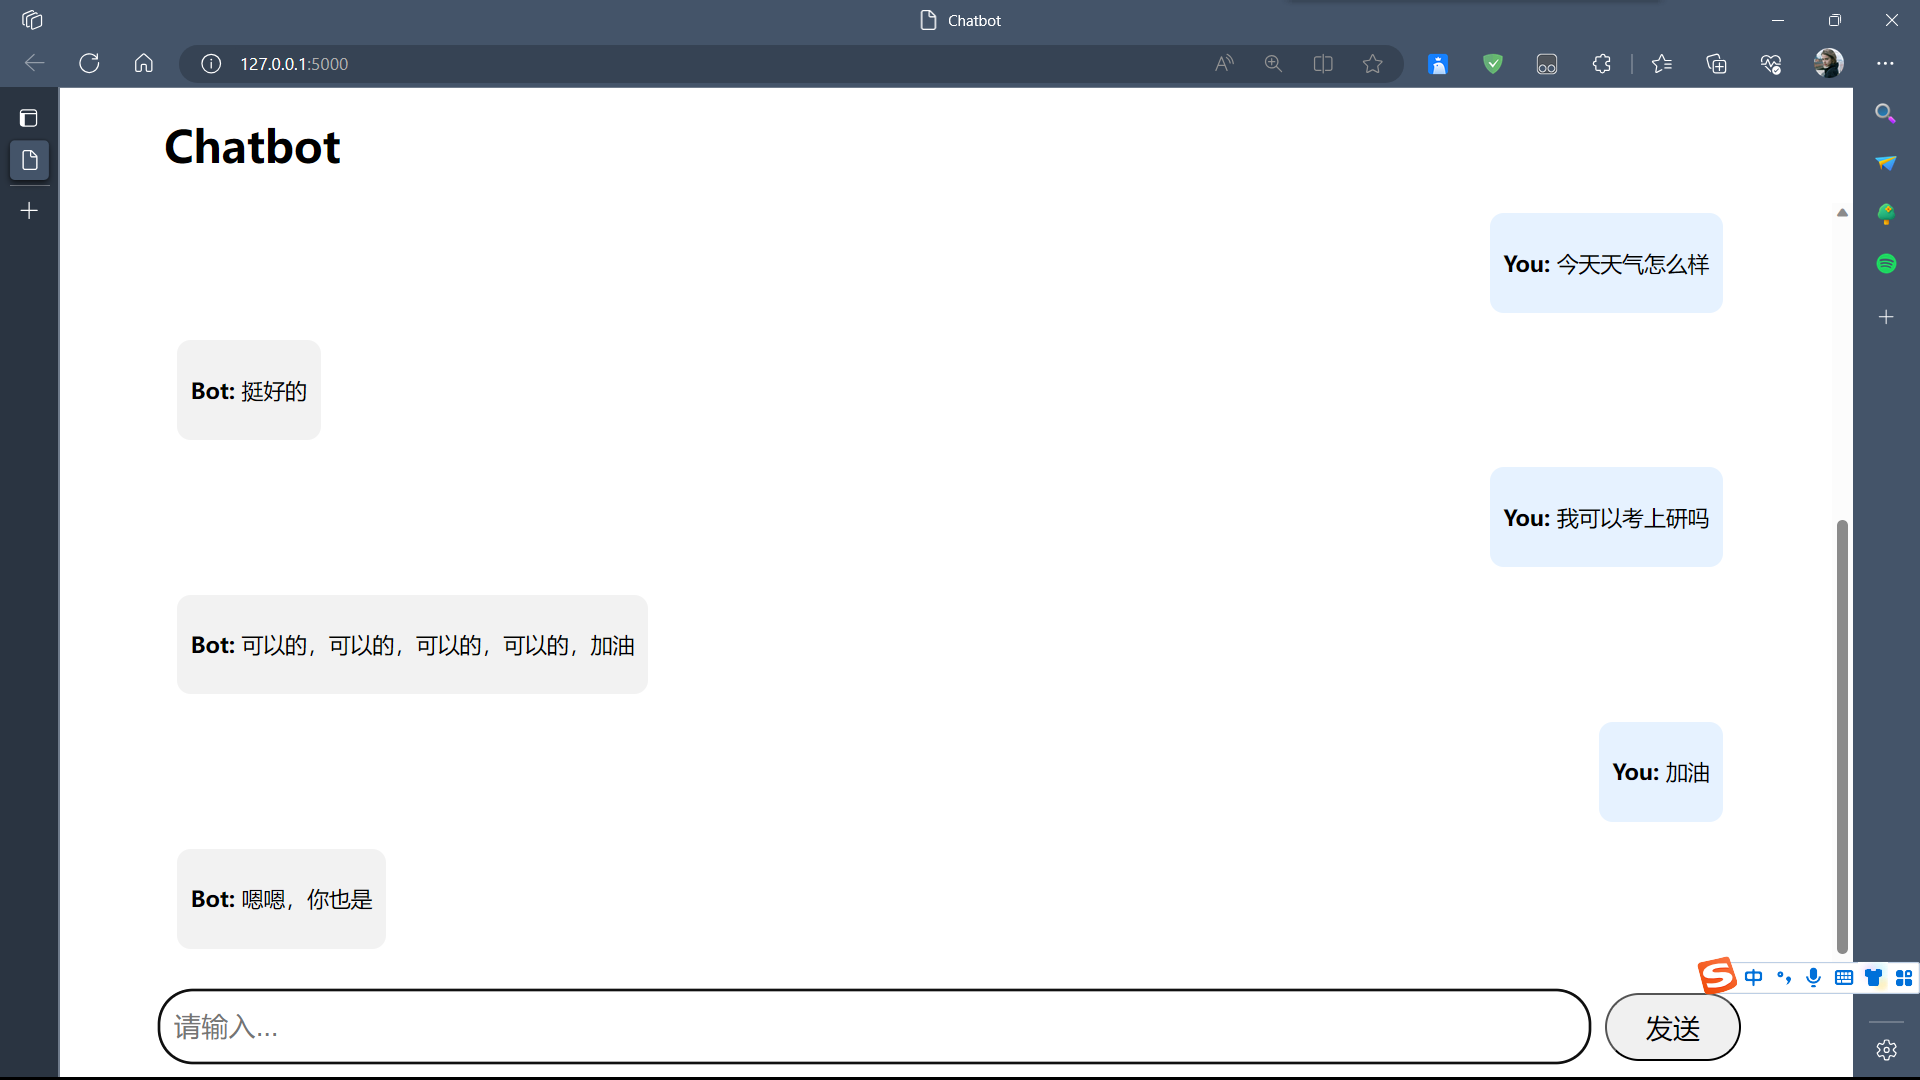 Chatbot
127.0.0.1:5000
Chatbot
You: 今天天气怎么样
Bot: 挺好的
You: 我可以考上研吗
Bot: 可以的，可以的，可以的，可以的，加油
You: 加油
Bot: 嗯嗯，你也是
中
请输入...
发送